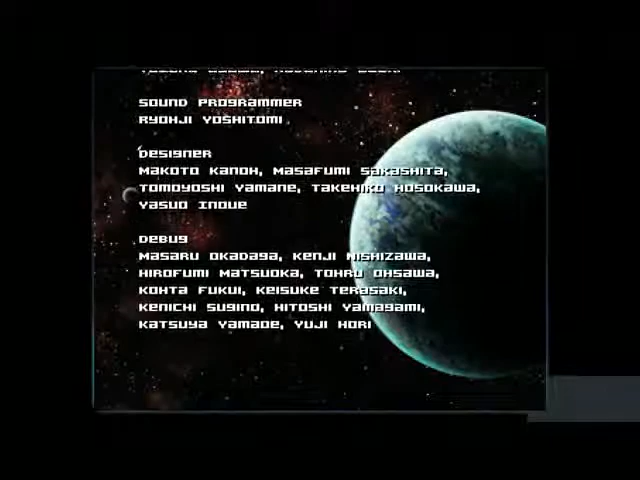 SOUND PROGRAMMER
RYOHJI YOSHITOMI
DESIGNER
MAKOTO KANOH, MASAFUMI SAKASHITA,
TOMOYOSHI YAMANE, TAKEHIKO HOSOKAWA,
YASUO INOUE
DEBUG
MASARU OKADAGA, KENJI NISHIZAWA,
HIROFUMI MATSUOKA, TOHRU OHSAWA,
KOHTA FUKUI, KEISUKE TERASAKI,
KENICHI SUGINO, HITOSHI YAMAGAMI,
KATSUYA YAMADE, YUJI HORI